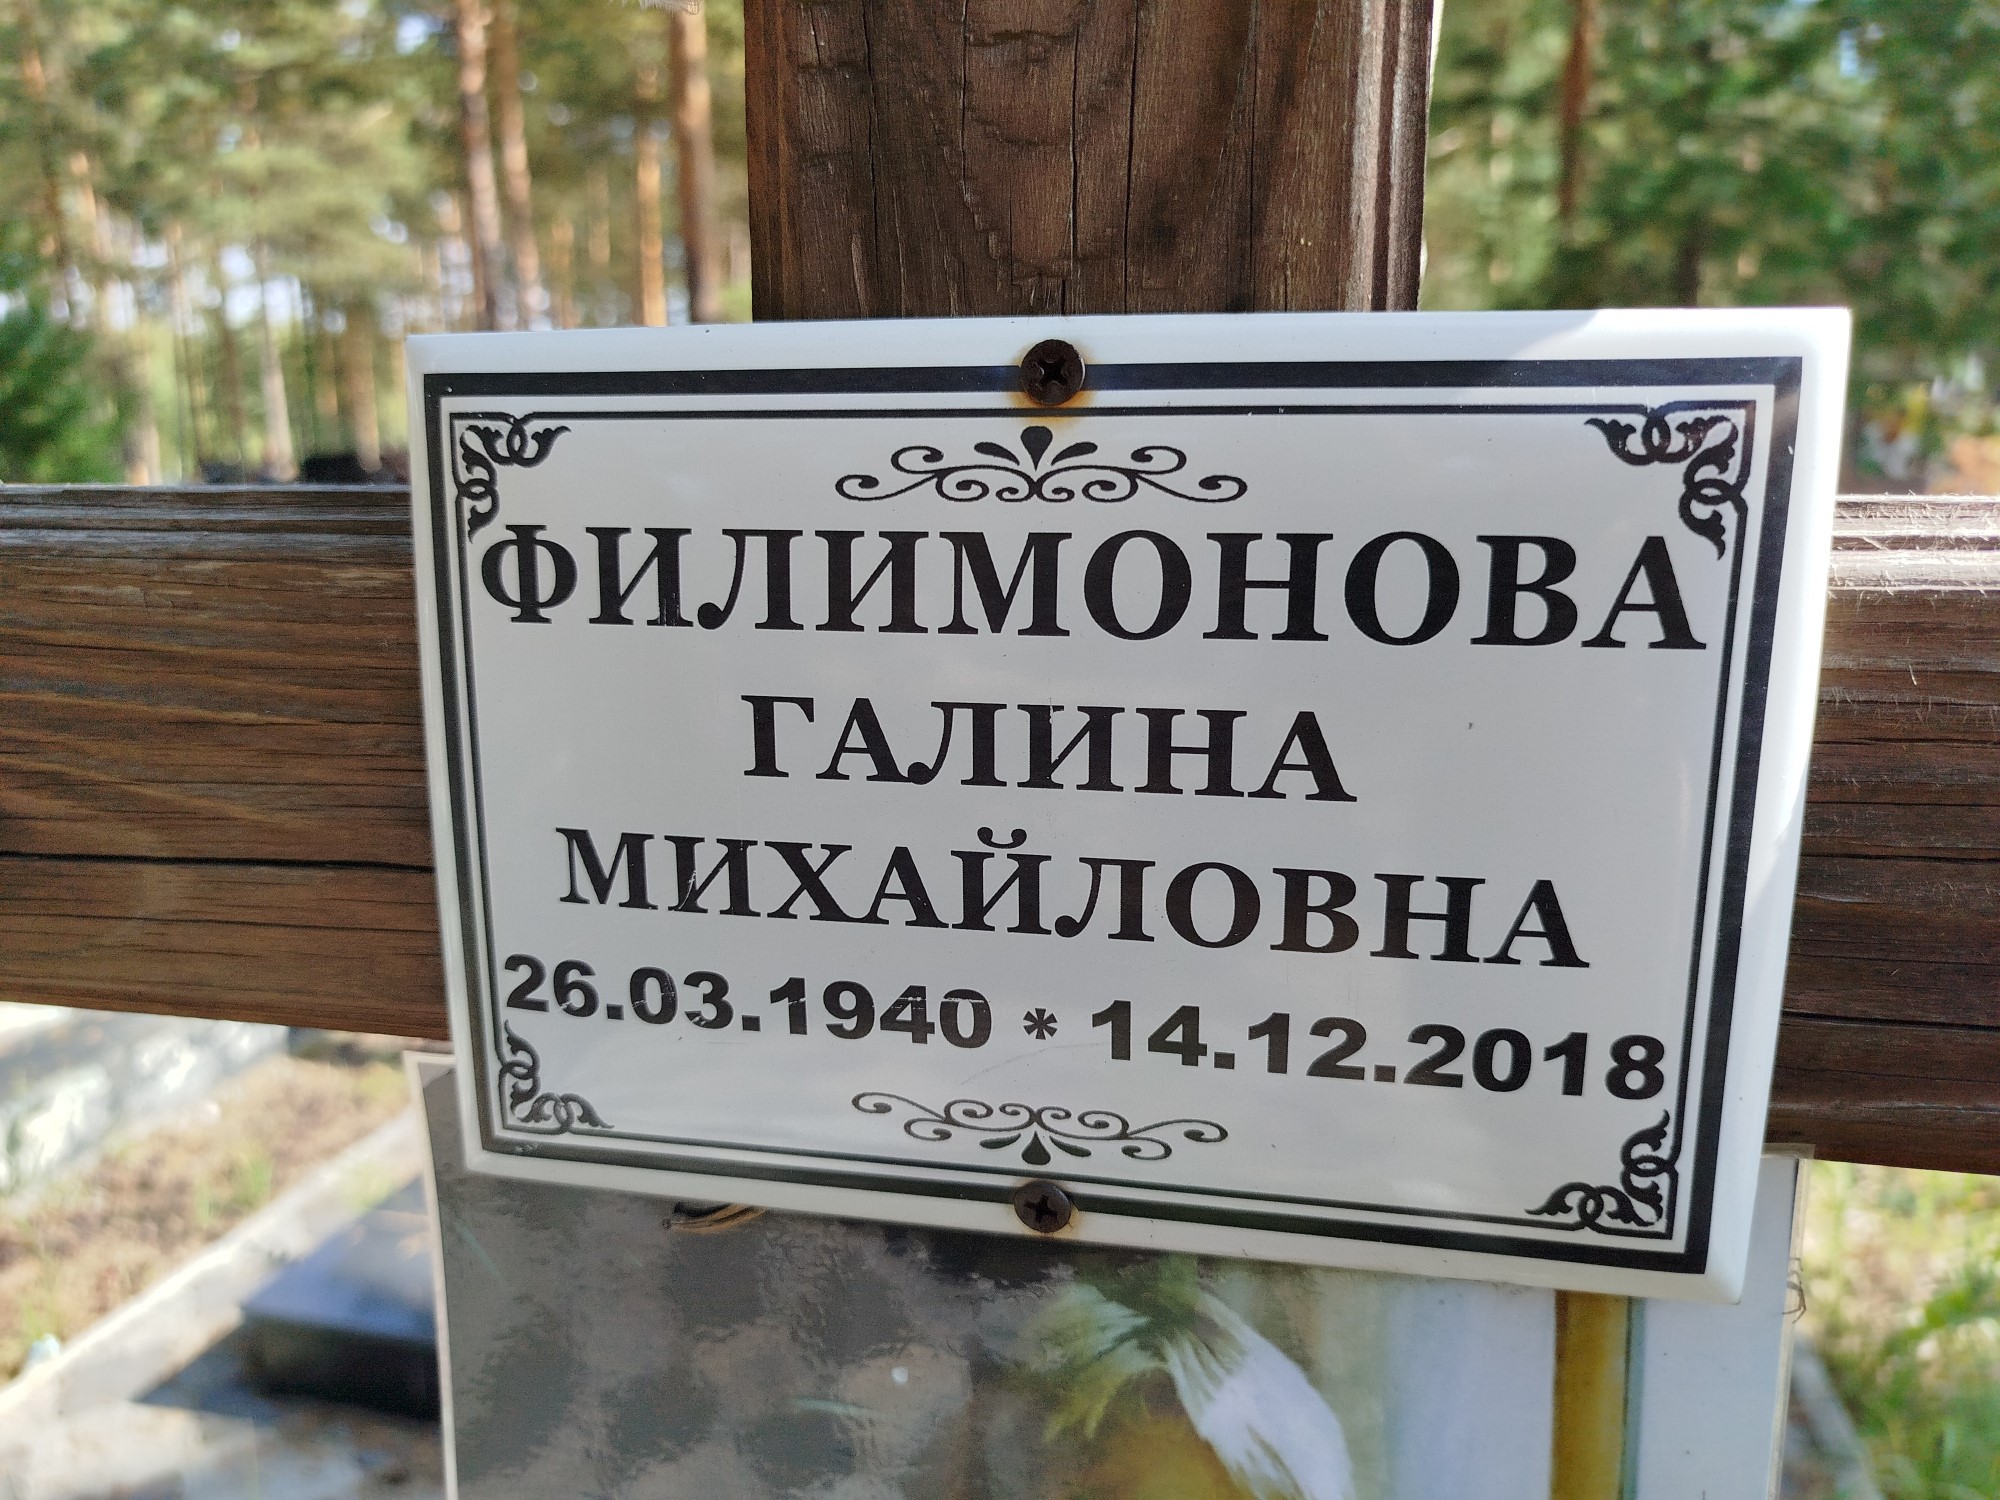 ФИЛИМОНОВА
ГАЛИНА
МИХАЙЛОВНА
26.03.1940 * 14.12.2018